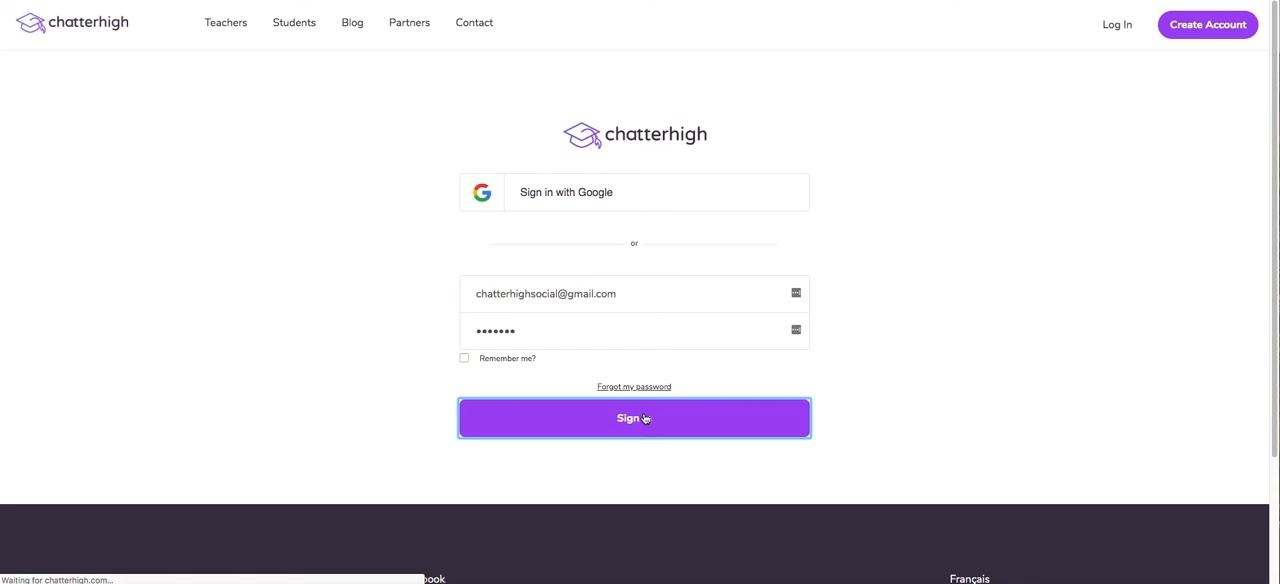 chatterhigh Teachers Students Blog Partners Contact Log In Create Account
chatterhigh
Sign in with Google
or
chatterhighsocial@gmail.com
•••••••
Remember me?
Forgot my password
Sign
Waiting for chatterhigh.com... Français